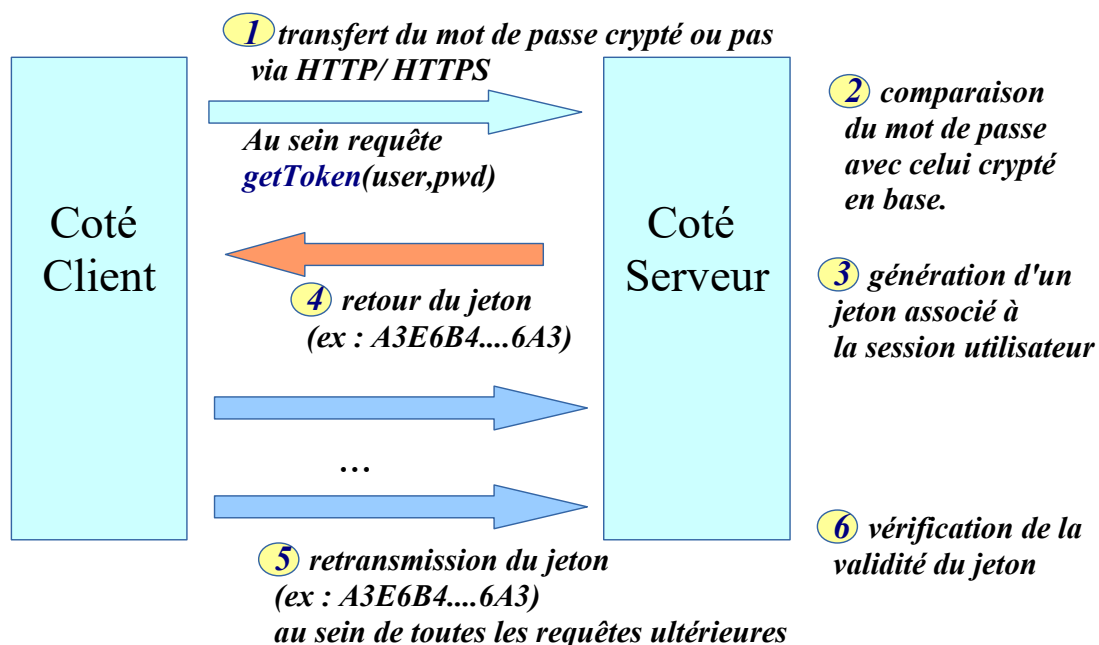 1 transfert du mot de passe crypté ou pas
via HTTP/ HTTPS
Au sein requête
getToken(user,pwd)
2 comparaison
du mot de passe
avec celui crypté
en base.
Coté
Client
Coté
Serveur
3 génération d'un
jeton associé à
la session utilisateur
4 retour du jeton
(ex : A3E6B4....6A3)
...
5 retransmission du jeton
(ex : A3E6B4....6A3)
au sein de toutes les requêtes ultérieures
6 vérification de la
validité du jeton